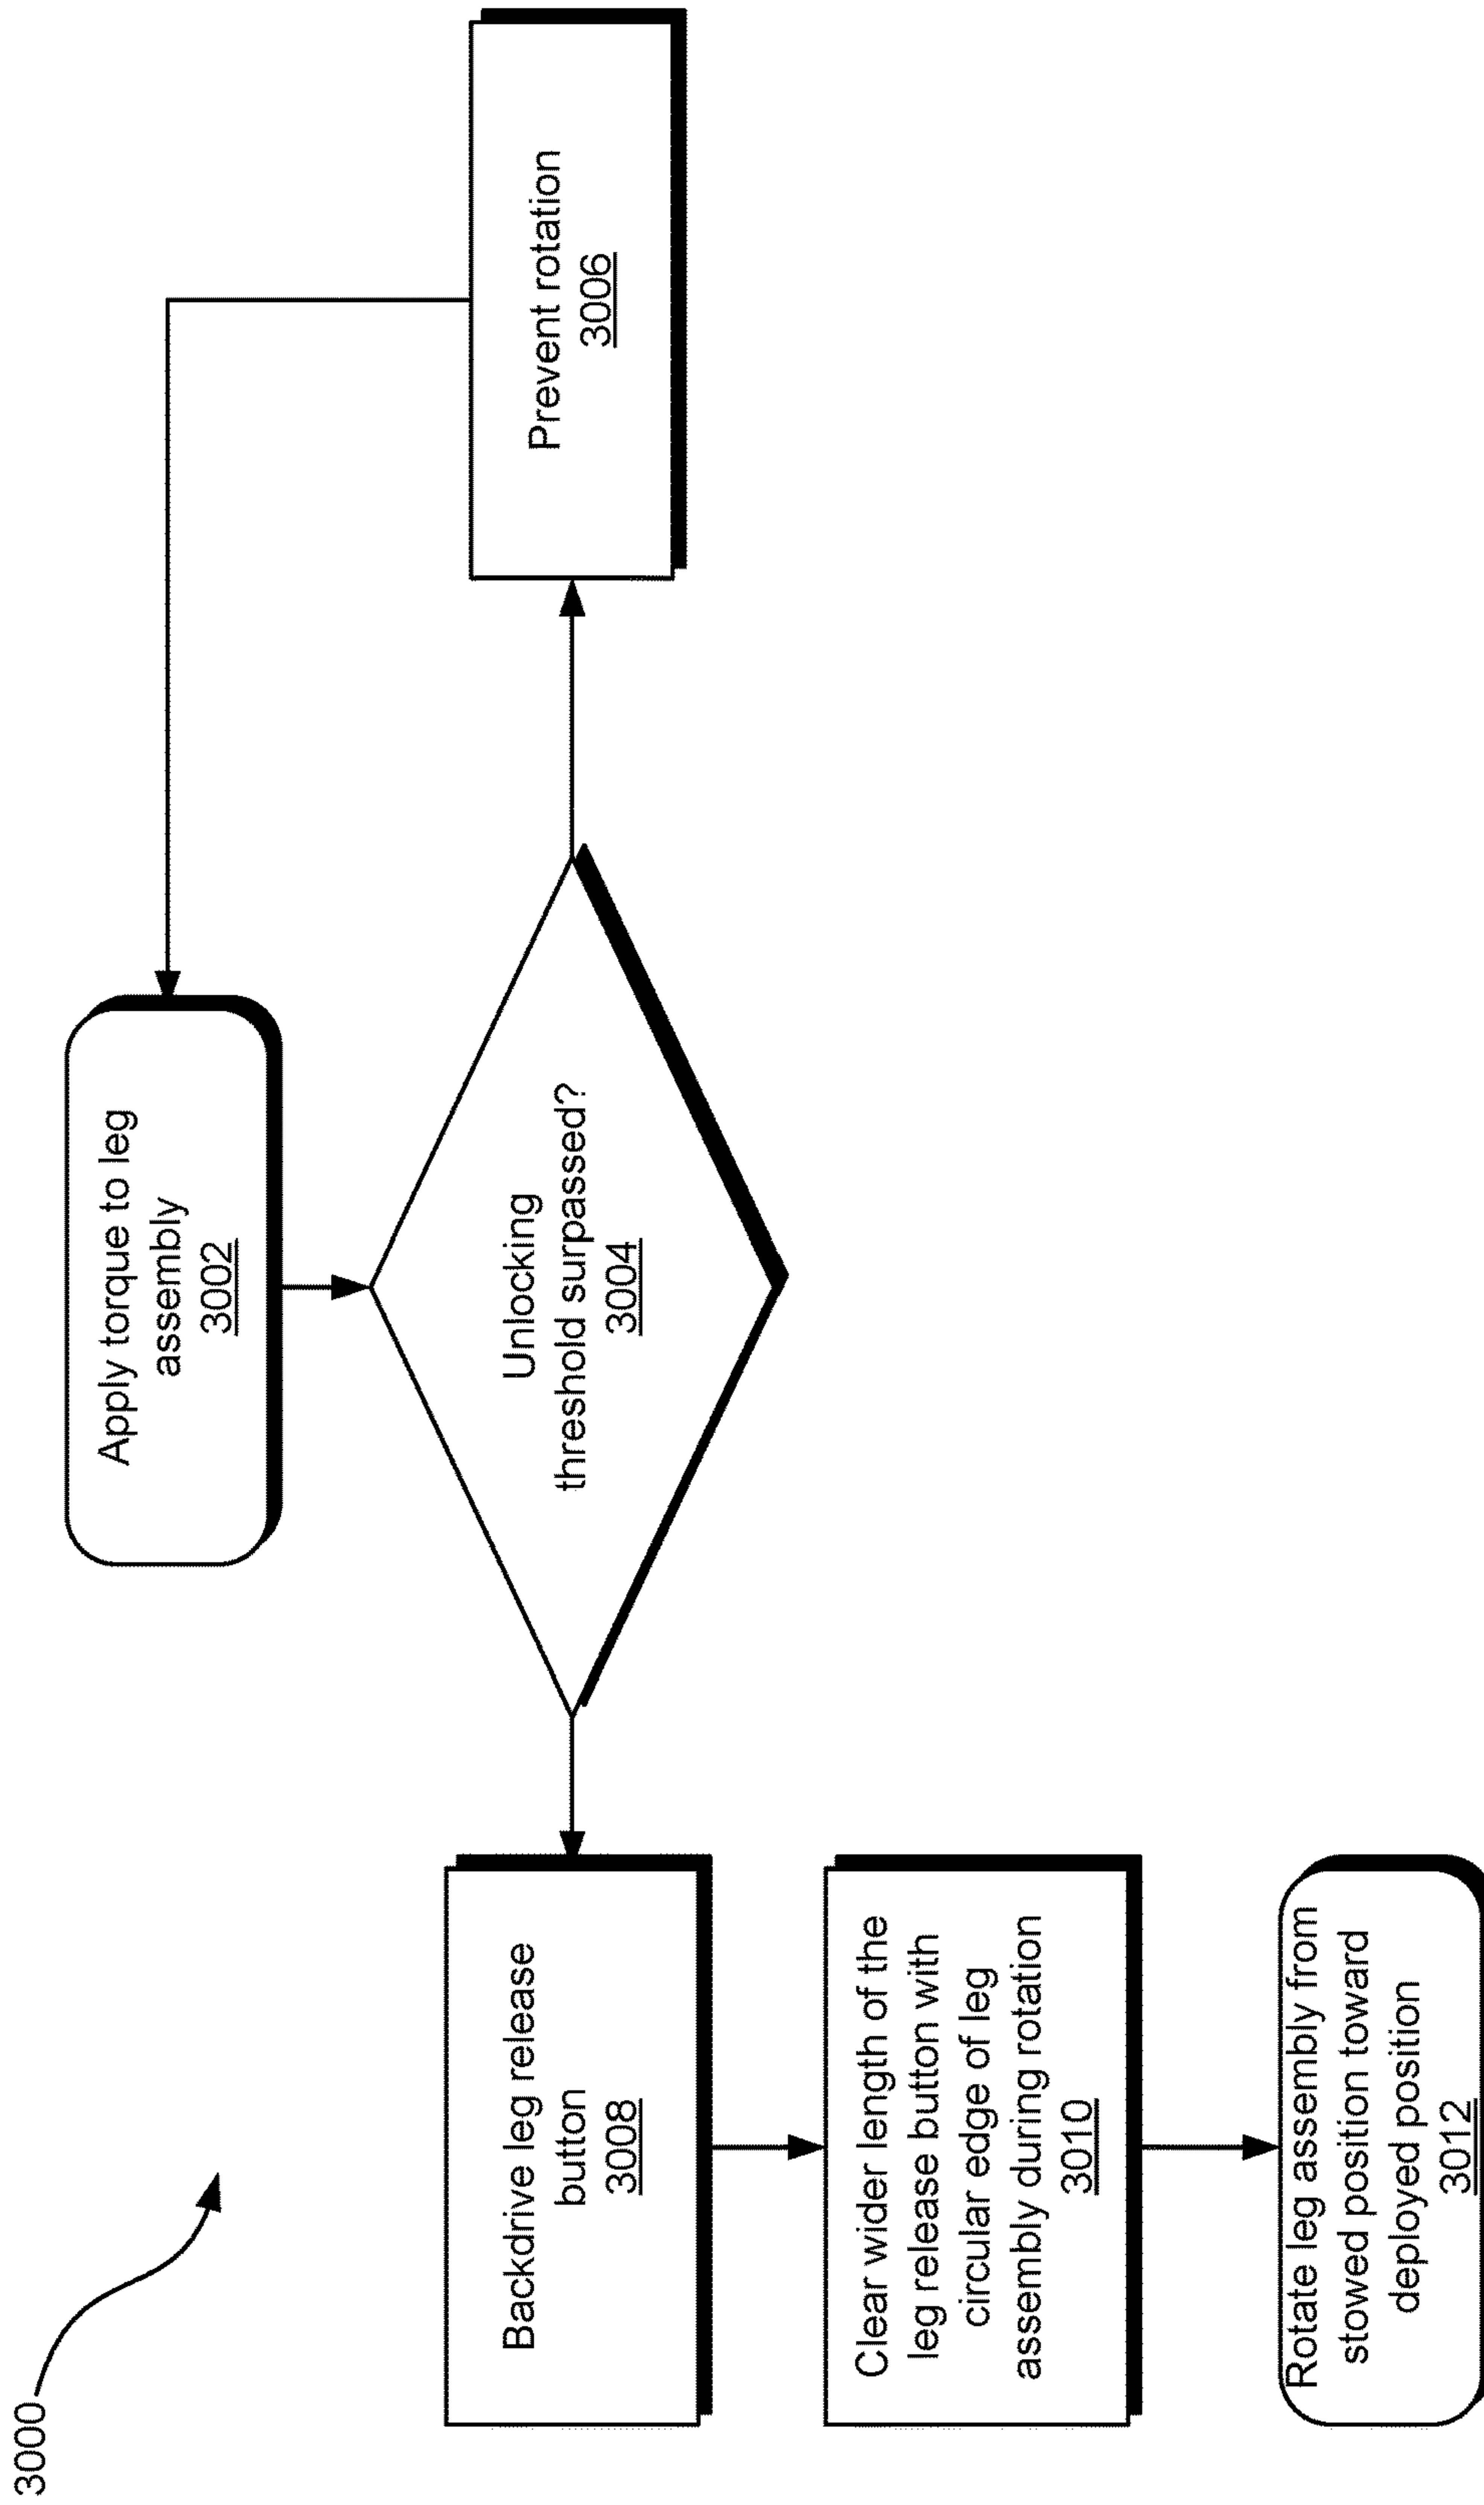 3000
Apply torque to leg
assembly
3002
Unlocking
threshold surpassed?
3004
Prevent rotation
3006
Backdrive leg release
button
3008
Clear wider length of the
leg release button with
circular edge of leg
assembly during rotation
3010
Rotate leg assembly from
stowed position toward
deployed position
3012